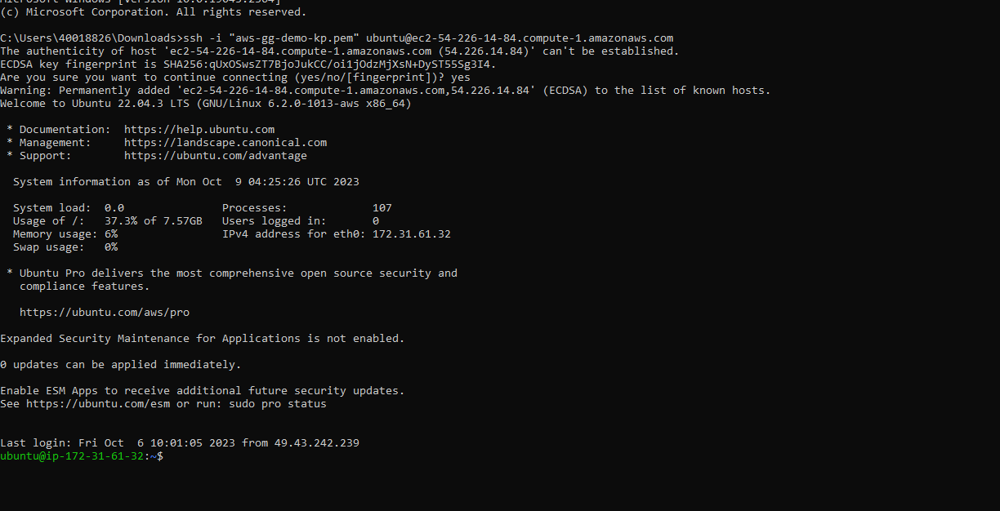 (c) Microsoft Corporation. All rights reserved.
C:\Users\40018826\Downloads>ssh -i "aws-gg-demo-kp.pem" ubuntu@ec2-54-226-14-84.compute-1.amazonaws.com
The authenticity of host 'ec2-54-226-14-84.compute-1.amazonaws.com (54.226.14.84)' can't be established.
ECDSA key fingerprint is SHA256:qUxOSwsZT7BjoJukCC/oi1jOdzMjXsN+DyST55Sg3I4.
Are you sure you want to continue connecting (yes/no/[fingerprint])? yes
Warning: Permanently added 'ec2-54-226-14-84.compute-1.amazonaws.com,54.226.14.84' (ECDSA) to the list of known hosts.
Welcome to Ubuntu 22.04.3 LTS (GNU/Linux 6.2.0-1013-aws x86_64)
* Documentation:  https://help.ubuntu.com
* Management:     https://landscape.canonical.com
* Support:        https://ubuntu.com/advantage
System information as of Mon Oct  9 04:25:26 UTC 2023
System load:  0.0               Processes:             107
Usage of /:   37.3% of 7.57GB   Users logged in:       0
Memory usage: 6%                IPv4 address for eth0: 172.31.61.32
Swap usage:   0%
* Ubuntu Pro delivers the most comprehensive open source security and
compliance features.
https://ubuntu.com/aws/pro
Expanded Security Maintenance for Applications is not enabled.
0 updates can be applied immediately.
Enable ESM Apps to receive additional future security updates.
See https://ubuntu.com/esm or run: sudo pro status
Last login: Fri Oct  6 10:01:05 2023 from 49.43.242.239
ubuntu@ip-172-31-61-32:~$